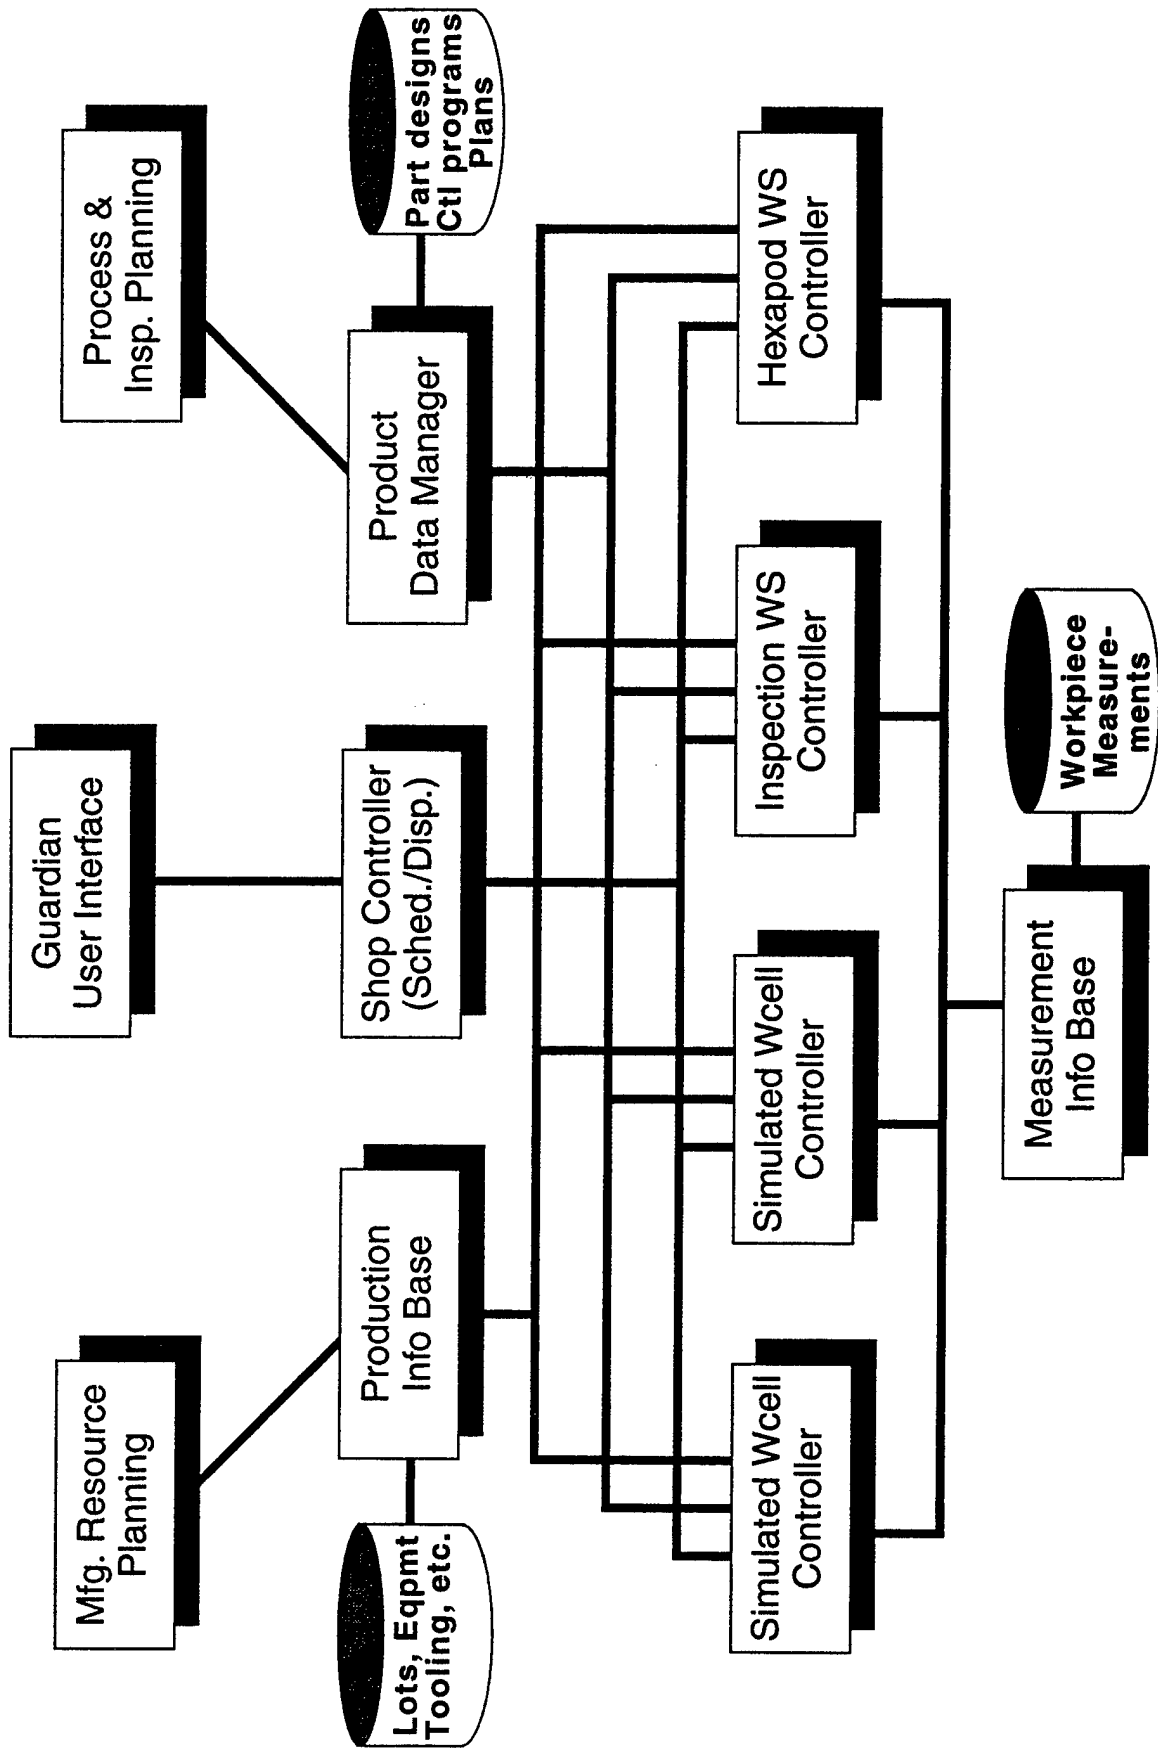 Guardian
User Interface
Mfg. Resource
Planning
Process &
Insp. Planning
Lots, Eqpmt
Tooling, etc.
Production
Info Base
Shop Controller
(Sched./Disp.)
Product
Data Manager
Part designs
Ctl programs
Plans
Simulated Wcell
Controller
Simulated Wcell
Controller
Inspection WS
Controller
Hexapod WS
Controller
Measurement
Info Base
Workpiece
Measure-
ments